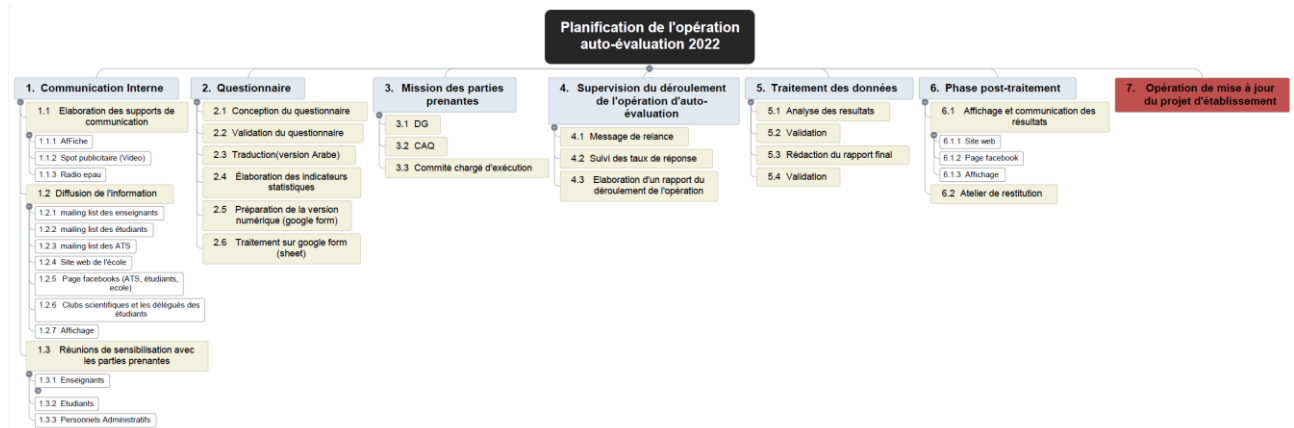 Planification de l'opération
auto-évaluation 2022
1. Communication Interne
1.1 Elaboration des supports de
communication
1.1.1 AfFiche
1.1.2 Spot publicitaire (Video)
1.1.3 Radio epau
1.2 Diffusion de l'information
1.2.1 mailing list des enseignants
1.2.2 mailing list des étudiants
1.2.3 mailing list des ATS
1.2.4 Site web de l'école
1.2.5 Page facebooks (ATS, étudiants,
ecole)
1.2.6 Clubs scientifiques et les délégués des
étudiants
1.2.7 Affichage
1.3 Réunions de sensibilisation avec
les parties prenantes
1.3.1 Enseignants
1.3.2 Etudiants
1.3.3 Personnels Administratifs
2. Questionnaire
2.1 Conception du questionnaire
2.2 Validation du questionnaire
2.3 Traduction(version Arabe)
2.4 Élaboration des indicateurs
statistiques
2.5 Préparation de la version
numérique (google form)
2.6 Traitement sur google form
(sheet)
3. Mission des parties
prenantes
3.1 DG
3.2 CAQ
3.3 Commité chargé d'exécution
4. Supervision du déroulement
de l'opération d'auto-
évaluation
4.1 Message de relance
4.2 Suivi des taux de réponse
4.3 Elaboration d'un rapport du
déroulement de l'opération
5. Traitement des données
5.1 Analyse des resultats
5.2 Validation
5.3 Rédaction du rapport final
5.4 Validation
6. Phase post-traitement
6.1 Affichage et communication des
résultats
6.1.1 Site web
6.1.2 Page facebook
6.1.3 Affichage
6.2 Atelier de restitution
7. Opération de mise à jour
du projet d'établissement